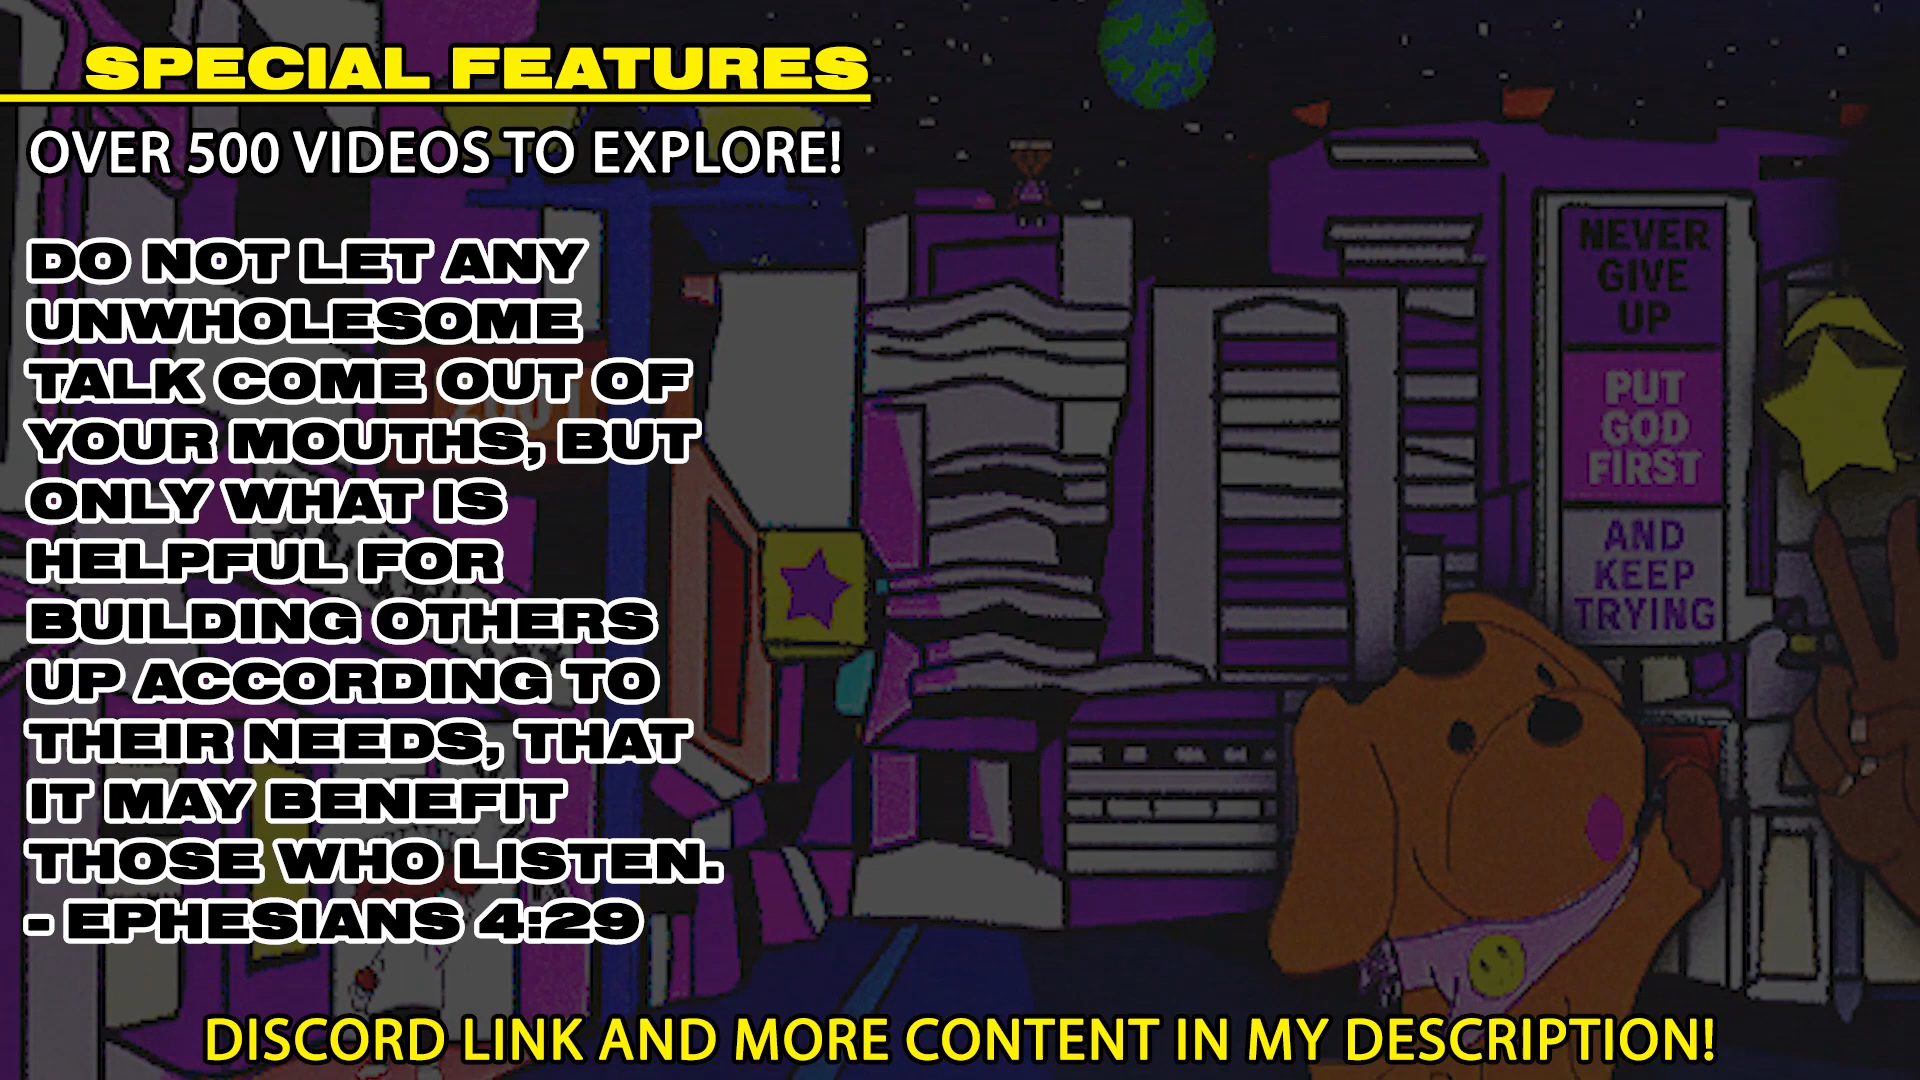 SPECIAL FEATURES
OVER 500 VIDEOS TO EXPLORE!
DO NOT LET ANY
UNWHOLESOME
TALK COME OUT OF
YOUR MOUTHS, BUT
ONLY WHAT IS
HELPFUL FOR
BUILDING OTHERS
UP ACCORDING TO
THEIR NEEDS, THAT
IT MAY BENEFIT
THOSE WHO LISTEN.
- EPHESIANS 4:29
NEVER
GIVE
UP
PUT
GOD
FIRST
AND
KEEP
TRYING
DISCORD LINK AND MORE CONTENT IN MY DESCRIPTION!